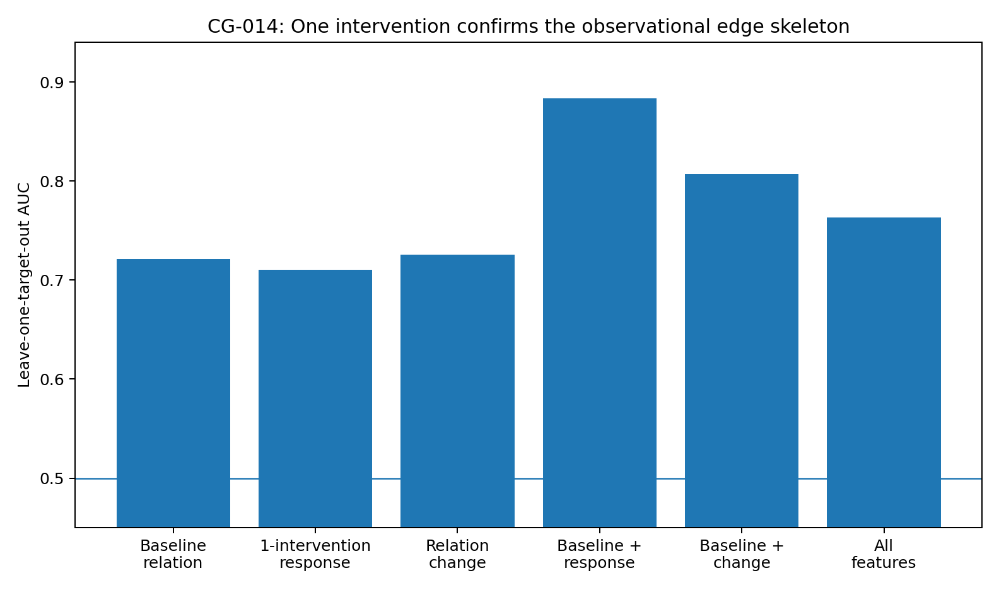 CG-014: One intervention confirms the observational edge skeleton
Leave-one-target-out AUC
0.9
0.8
0.7
0.6
0.5
Baseline
relation
1-intervention
response
Relation
change
Baseline +
response
Baseline +
change
All
features